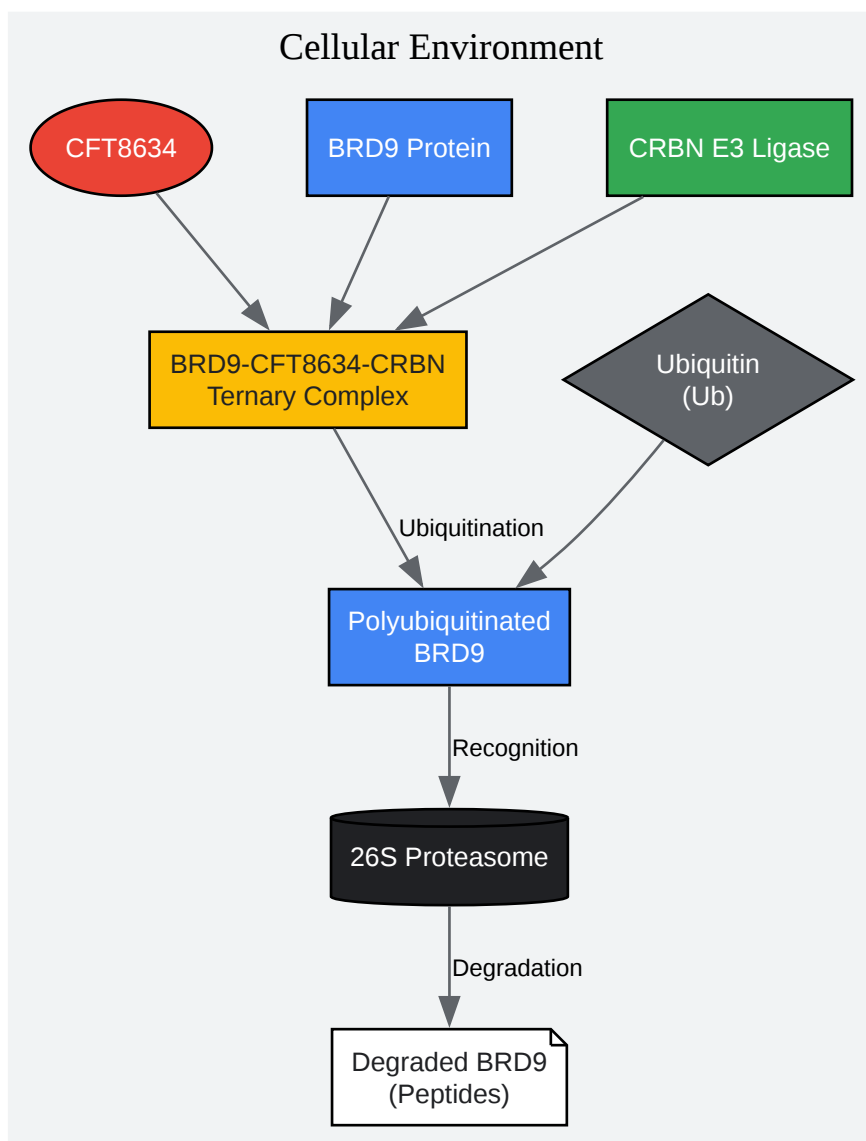 Cellular Environment
CFT8634
BRD9 Protein
CRBN E3 Ligase
BRD9-CFT8634-CRBN
Ternary Complex
Ubiquitin
(Ub)
Ubiquitination
Polyubiquitinated
BRD9
Recognition
26S Proteasome
Degradation
Degraded BRD9
(Peptides)